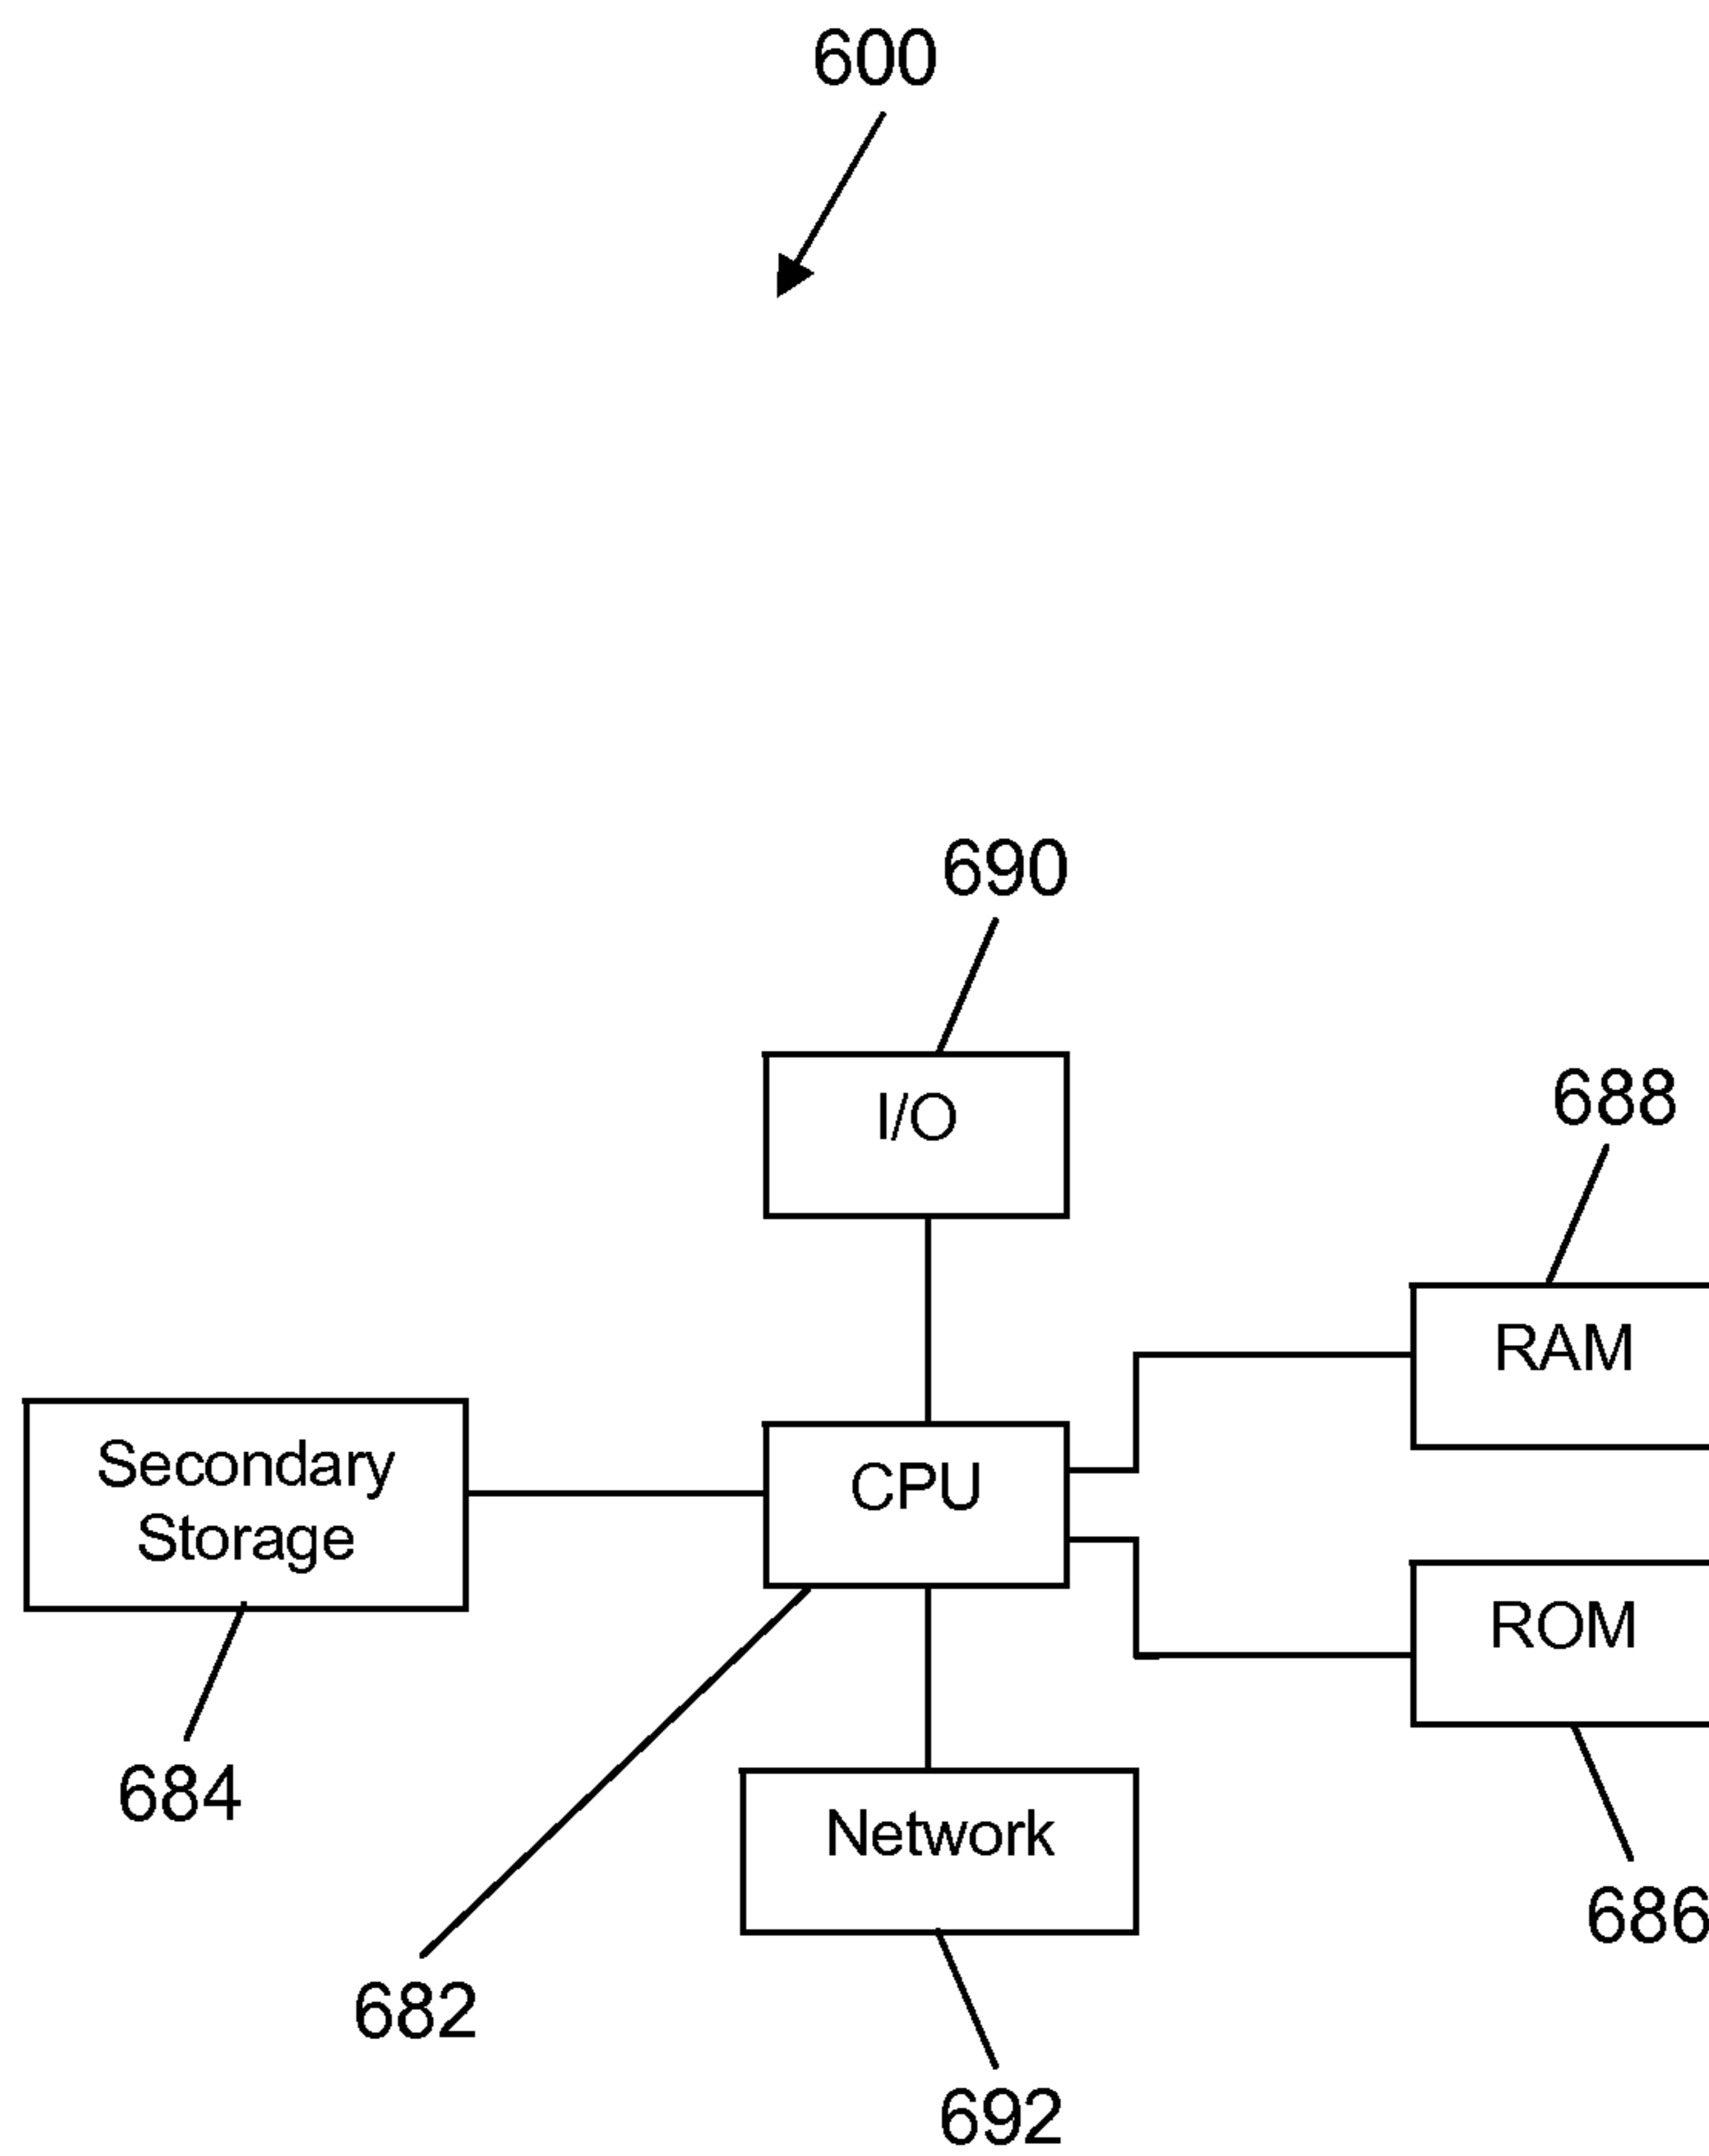 600
690
I/O
688
RAM
Secondary
Storage
CPU
ROM
684
Network
686
682
692